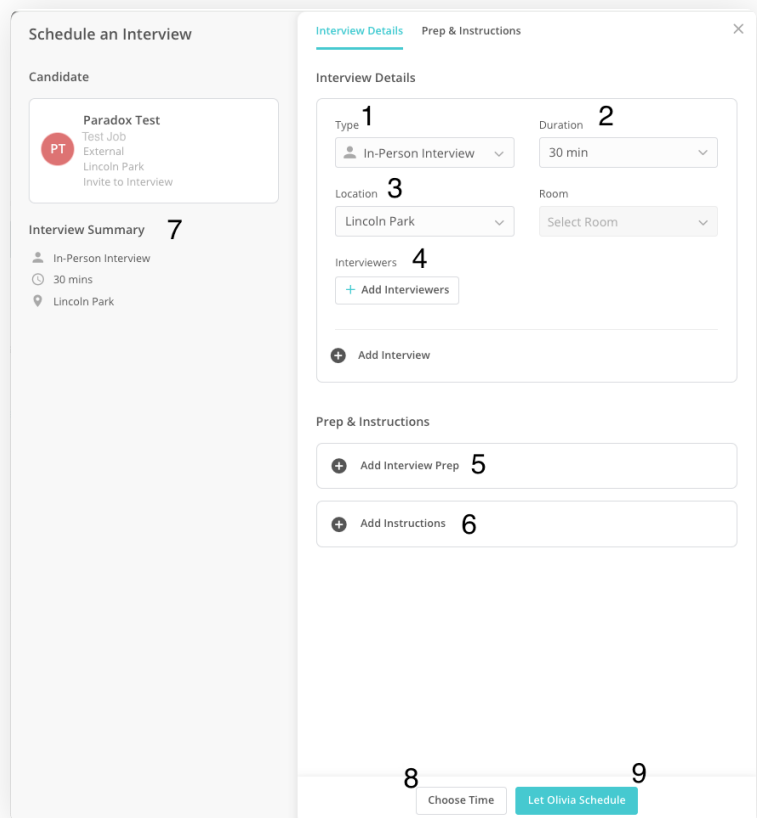 Schedule an Interview
Candidate
PT
Paradox Test
Test Job
External
Lincoln Park
Invite to Interview
Interview Summary 7
In-Person Interview
30 mins
Lincoln Park
Interview Details Prep & Instructions
Interview Details
Type 1 Duration 2
In-Person Interview 30 min
Location 3 Room
Lincoln Park Select Room
Interviewers 4
+ Add Interviewers
Add Interview
Prep & Instructions
Add Interview Prep 5
Add Instructions 6
8 9
Choose Time Let Olivia Schedule